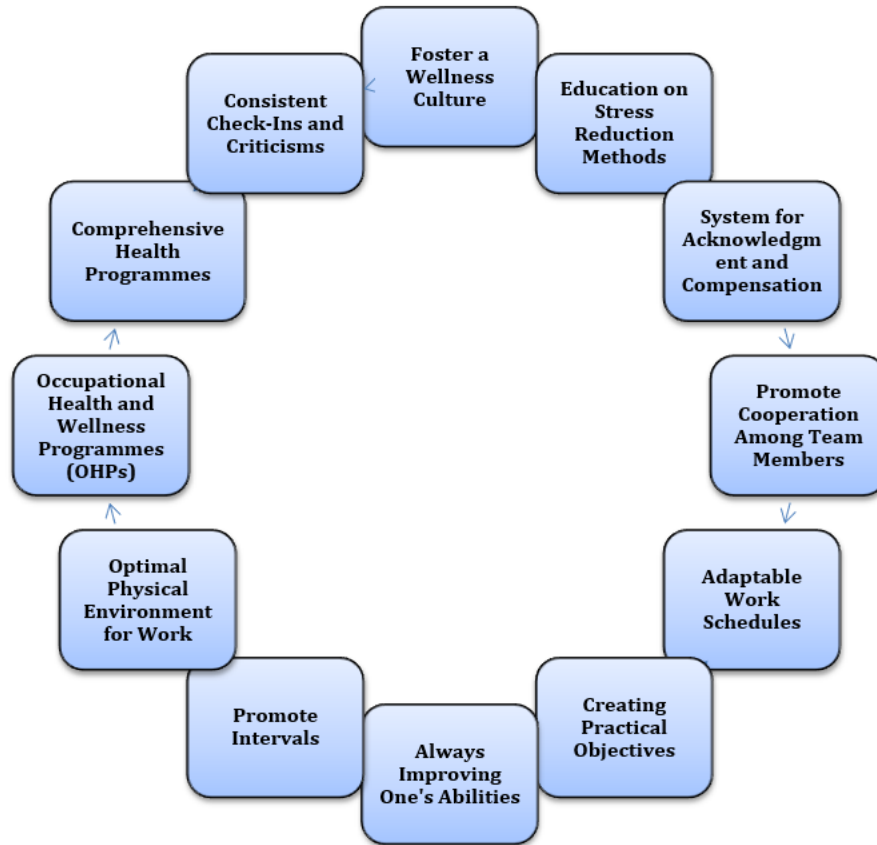 Foster a
Wellness
Culture
Education on
Stress
Reduction
Methods
System for
Acknowledgm
ent and
Compensation
Promote
Cooperation
Among Team
Members
Adaptable
Work
Schedules
Creating
Practical
Objectives
Always
Improving
One's Abilities
Promote
Intervals
Optimal
Physical
Environment
for Work
Occupational
Health and
Wellness
Programmes
(OHPs)
Comprehensive
Health
Programmes
Consistent
Check-Ins and
Criticisms